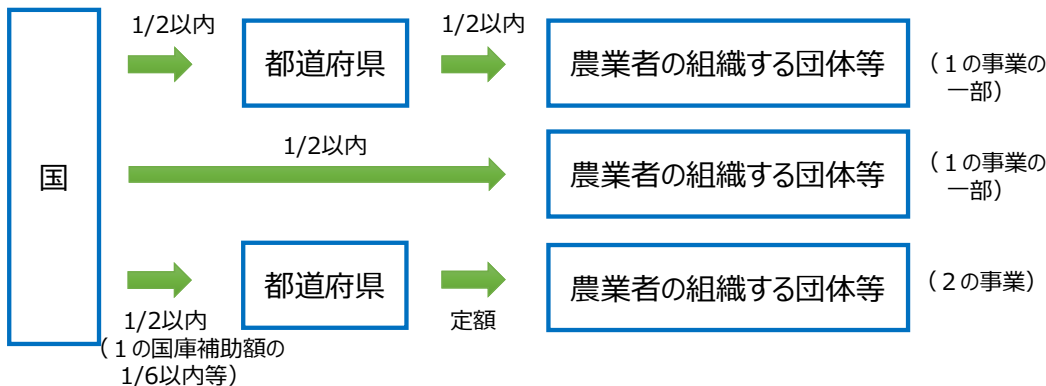 国
1/2以内
都道府県
1/2以内
農業者の組織する団体等
（１の事業の
一部）
1/2以内
農業者の組織する団体等
（１の事業の
一部）
1/2以内
（１の国庫補助額の
1/6以内等）
都道府県
定額
農業者の組織する団体等
（２の事業）